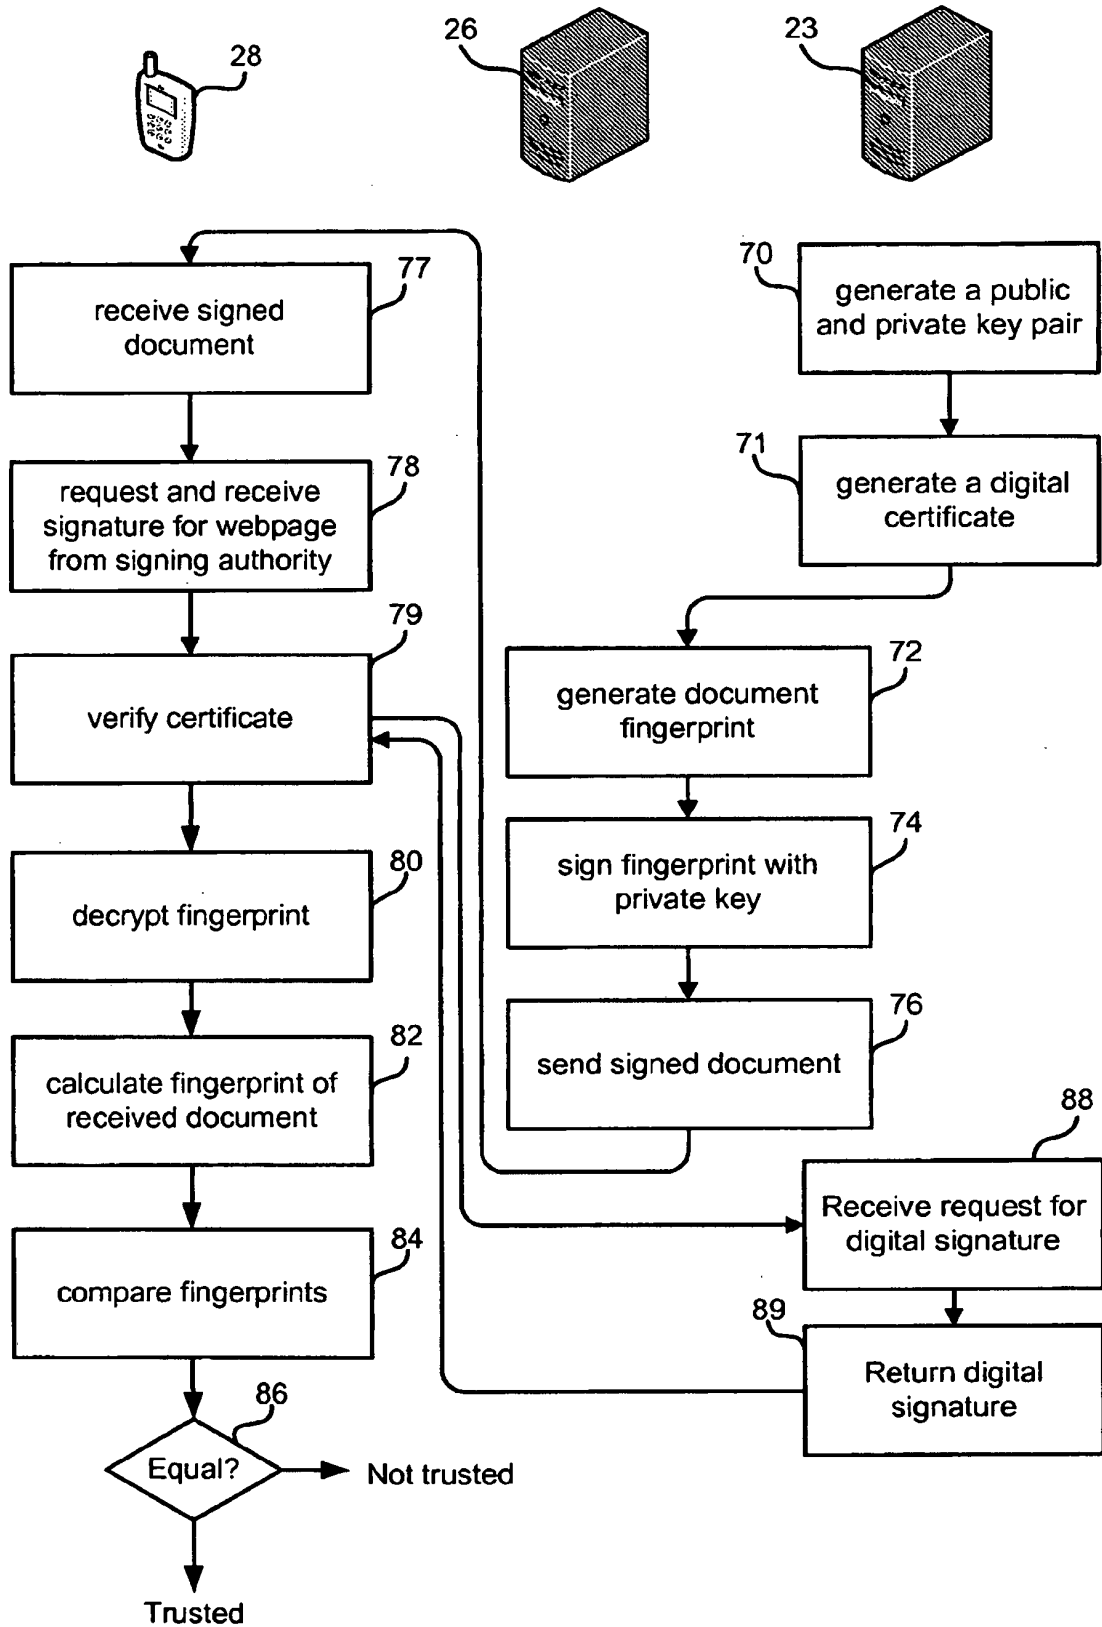 28
26
23
77
receive signed
document
78
request and receive
signature for webpage
from signing authority
79
verify certificate
80
decrypt fingerprint
82
calculate fingerprint of
received document
84
compare fingerprints
86
Equal?
Not trusted
Trusted
70
generate a public
and private key pair
71
generate a digital
certificate
72
generate document
fingerprint
74
sign fingerprint with
private key
76
send signed document
88
Receive request for
digital signature
89
Return digital
signature